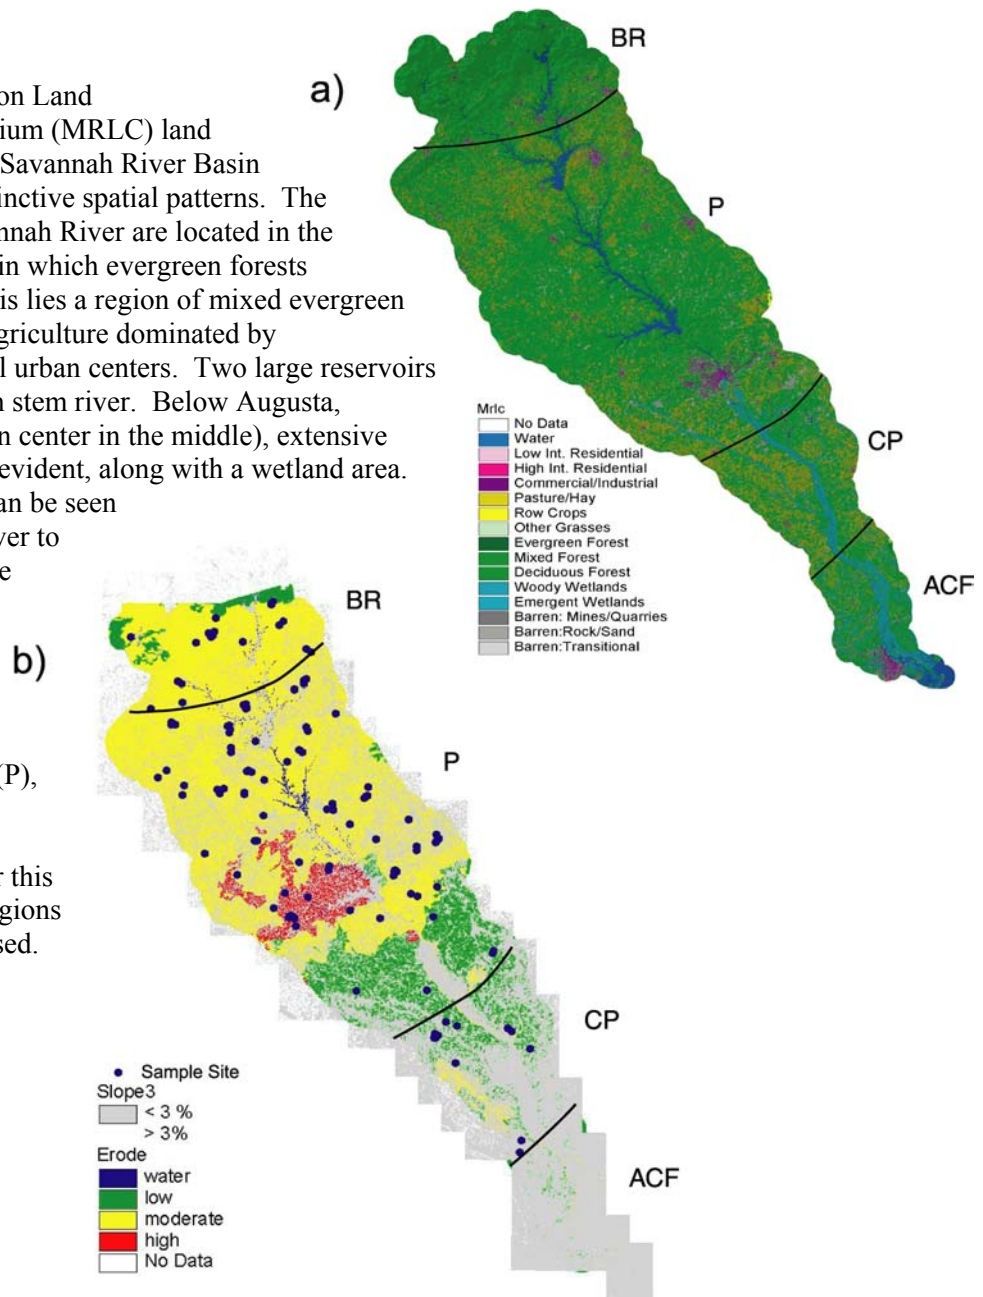 on Land
ium (MRLC) land
Savannah River Basin
inctive spatial patterns. The
nnah River are located in the
in which evergreen forests
is lies a region of mixed evergreen
griculture dominated by
l urban centers. Two large reservoirs
n stem river. Below Augusta,
n center in the middle), extensive
evident, along with a wetland area.
an be seen
ver to
e
(P),
r this
gions
sed.
a)
BR
P
CP
ACF
Mrlc
No Data
Water
Low Int. Residential
High Int. Residential
Commercial/Industrial
Pasture/Hay
Row Crops
Other Grasses
Evergreen Forest
Mixed Forest
Deciduous Forest
Woody Wetlands
Emergent Wetlands
Barren: Mines/Quarries
Barren:Rock/Sand
Barren:Transitional
b)
BR
P
CP
ACF
Sample Site
Slope3
< 3 %
> 3%
Erode
water
low
moderate
high
No Data